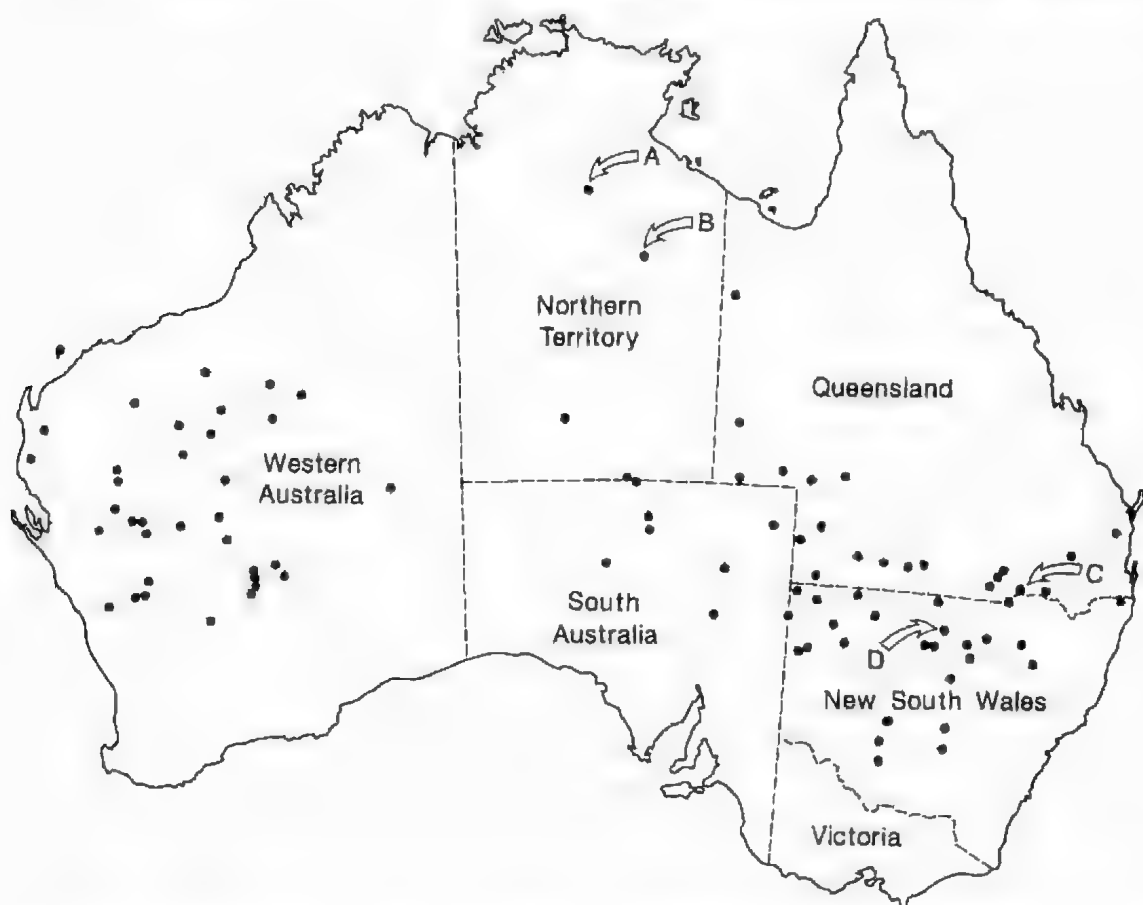 A
B
Northern
Territory
Queensland
Western
Australia
South
Australia
C
D
New South Wales
Victoria